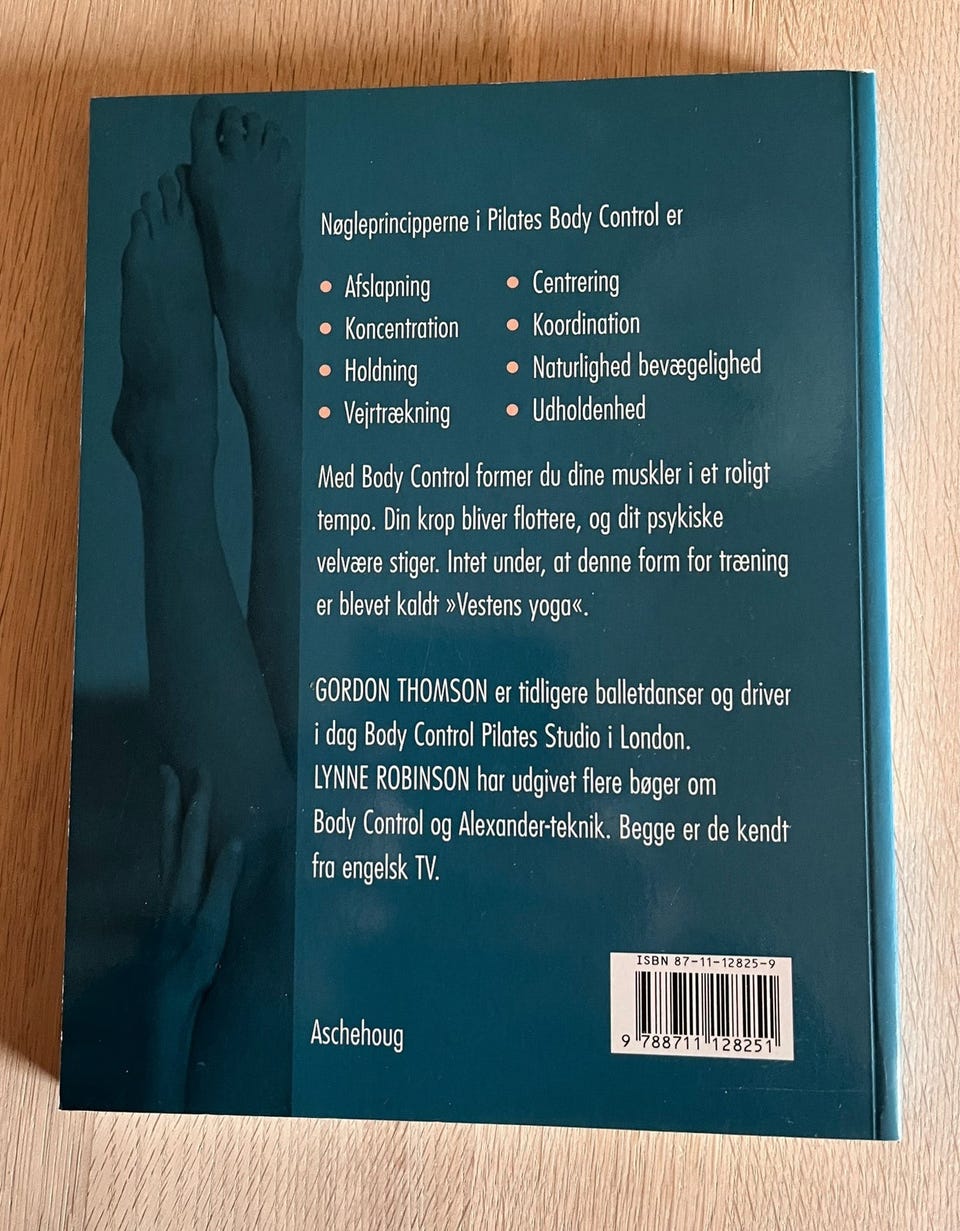 Nøgleprincipperne i Pilates Body Control er
• Afslapning
• Koncentration
• Holdning
• Vejrtrækning
• Centrering
• Koordination
• Naturlighed bevægelighed
• Udholdenhed
Med Body Control former du dine muskler i et roligt
tempo. Din krop bliver flottere, og dit psykiske
velvære stiger. Intet under, at denne form for træning
er blevet kaldt »Vestens yoga«.
GORDON THOMSON er tidligere balletdanser og driver
i dag Body Control Pilates Studio i London.
LYNNE ROBINSON har udgivet flere bøger om
Body Control og Alexander-teknik. Begge er de kendt
fra engelsk TV.
Aschehoug
ISBN 87-11-12825-9
9 788711 128251